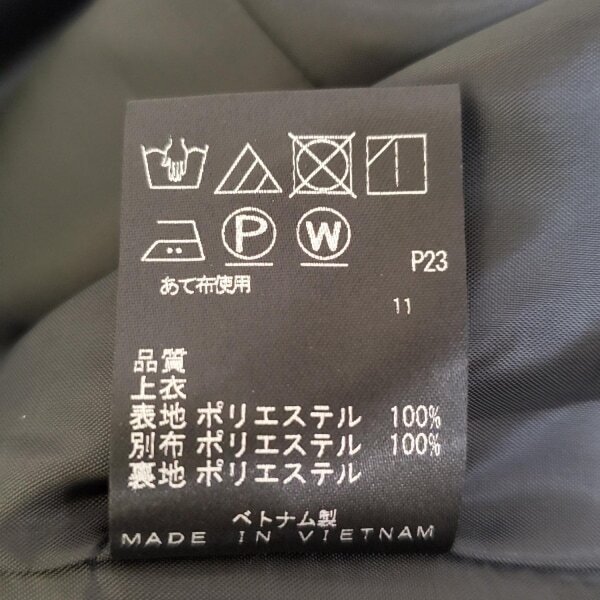 P W P23
あて布使用
11
品質
上衣
表地 ポリエステル 100%
別布 ポリエステル 100%
裏地 ポリエステル
ベトナム製
MADE IN VIETNAM